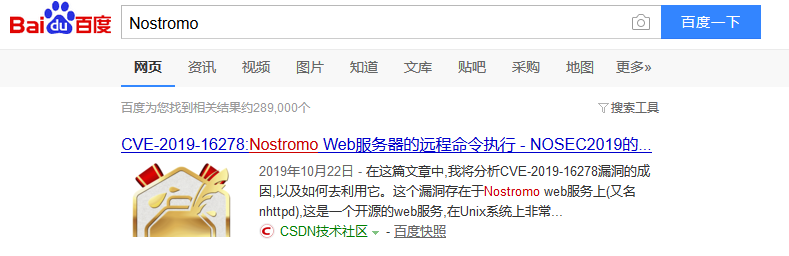 Bai du 百度 Nostromo 百度一下
网页 资讯 视频 图片 知道 文库 贴吧 采购 地图 更多»
百度为您找到相关结果约289,000个 搜索工具
CVE-2019-16278:Nostromo Web服务器的远程命令执行 - NOSEC2019的...
2019年10月22日 - 在这篇文章中,我将分析CVE-2019-16278漏洞的成
因,以及如何去利用它。这个漏洞存在于Nostromo web服务上(又名
nhttpd),这是一个开源的web服务,在Unix系统上非常...
CSDN技术社区 - 百度快照